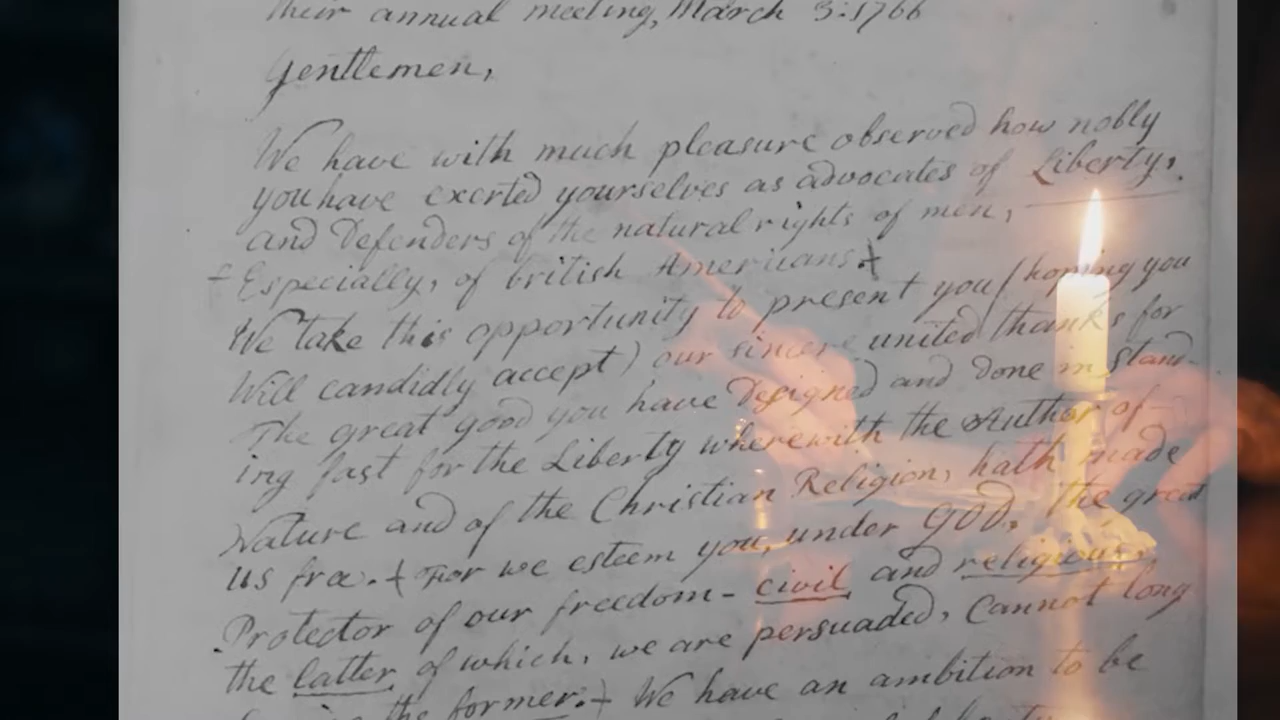 their annual meeting, March 3: 1766
Gentlemen,
We have with much pleasure observed how nobly
you have exerted yourselves as advocates of Liberty,
and Defenders of the natural rights of men,
Especially, of british Americans.+
We take this opportunity to present you (hoping you
Will candidly accept) our sincere united thanks for
The great good you have Designed and done in Stand-
ing fast for the Liberty wherewith the Author of
Nature and of the Christian Religion, hath made
us free.+ For we esteem you, under GOD, The great
Protector of our freedom - civil and religious,
the latter of which, we are persuaded, Cannot long
the former.+ We have an ambition to be